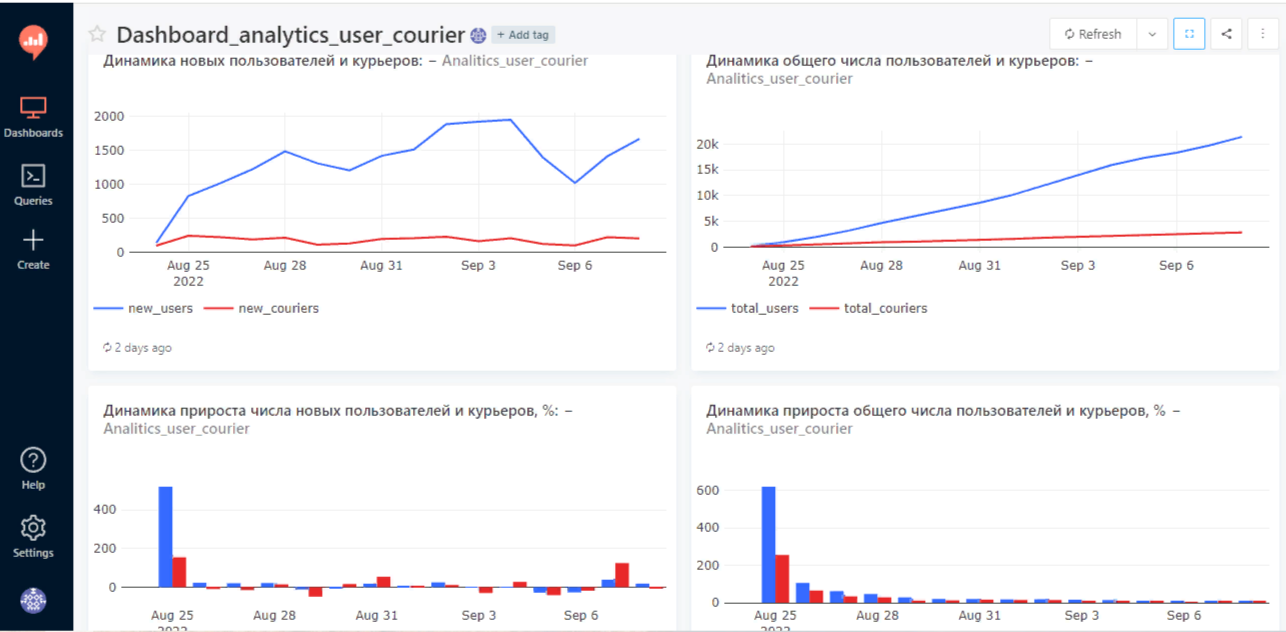 Dashboard_analytics_user_courier + Add tag
Refresh
Dashboards
Queries
Create
Help
Settings
Динамика новых пользователей и курьеров: – Analitics_user_courier
2000
1500
1000
500
0
Aug 25 Aug 28 Aug 31 Sep 3 Sep 6
2022
new_users new_couriers
2 days ago
Динамика общего числа пользователей и курьеров: –
Analitics_user_courier
20k
15k
10k
5k
0
Aug 25 Aug 28 Aug 31 Sep 3 Sep 6
2022
total_users total_couriers
2 days ago
Динамика прироста числа новых пользователей и курьеров, %: –
Analitics_user_courier
400
200
0
Aug 25 Aug 28 Aug 31 Sep 3 Sep 6
2022
Динамика прироста общего числа пользователей и курьеров, % –
Analitics_user_courier
600
400
200
0
Aug 25 Aug 28 Aug 31 Sep 3 Sep 6
2022